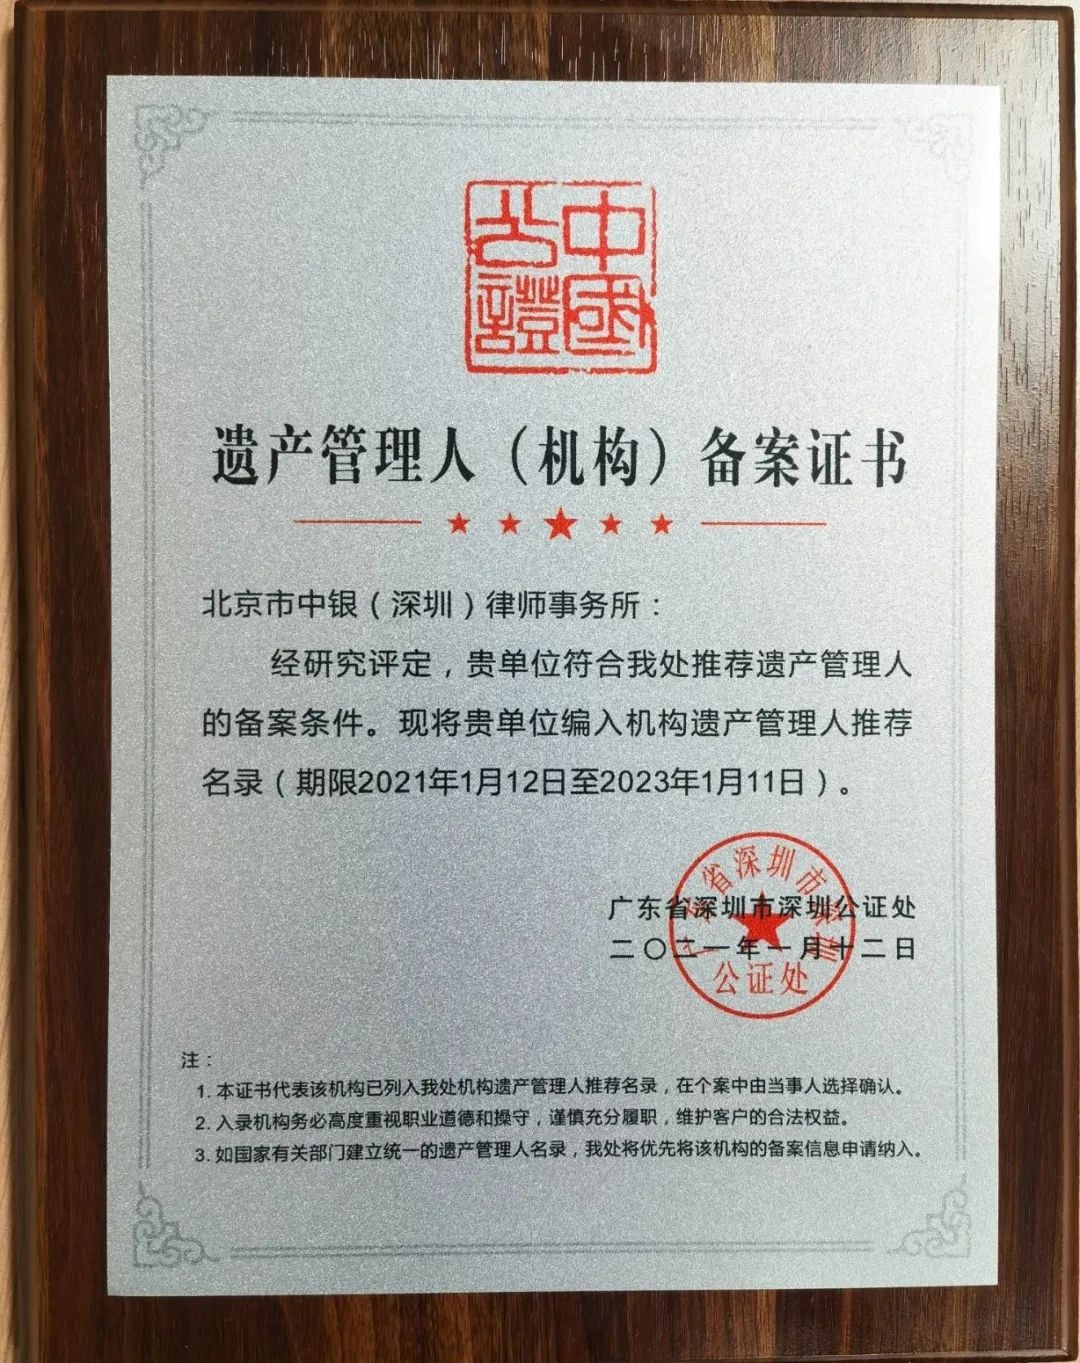 中國公證
遗产管理人（机构）备案证书
北京市中银（深圳）律师事务所：
经研究评定，贵单位符合我处推荐遗产管理人
的备案条件。现将贵单位编入机构遗产管理人推荐
名录（期限2021年1月12日至2023年1月11日）。
广东省深圳市深圳公证处
二〇二一年一月十二日
广东省深圳市深圳
公证处
注：
1. 本证书代表该机构已列入我处机构遗产管理人推荐名录，在个案中由当事人选择确认。
2. 入录机构务必高度重视职业道德和操守，谨慎充分履职，维护客户的合法权益。
3. 如国家有关部门建立统一的遗产管理人名录，我处将优先将该机构的备案信息申请纳入。